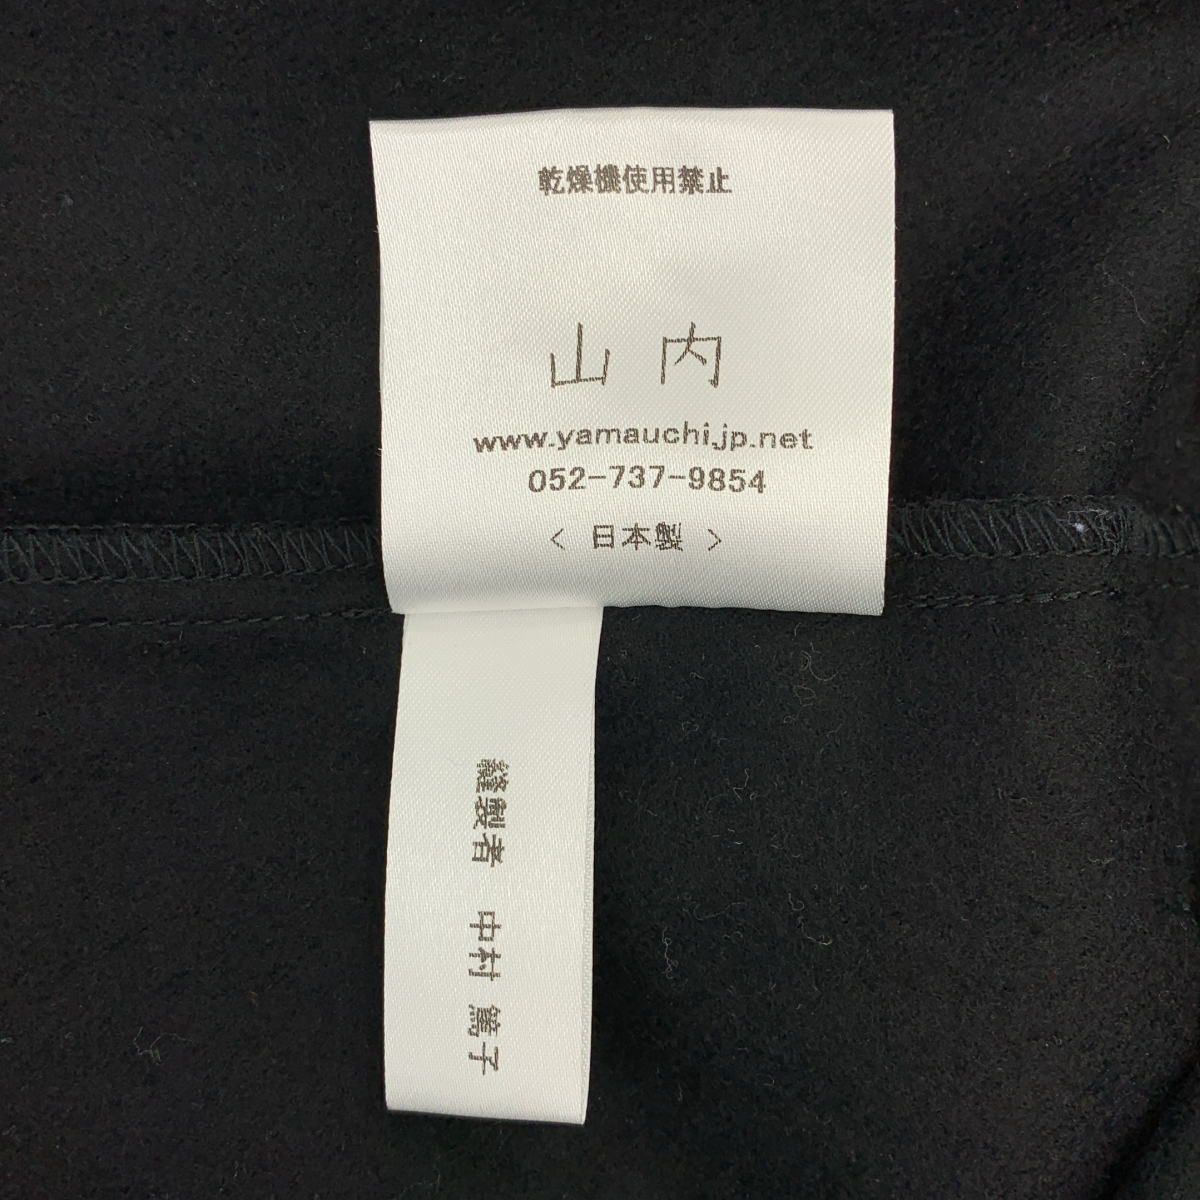 乾燥機使用禁止
山内
www.yamauchi.jp.net
052-737-9854
〈 日本製 〉
縫製者 中村 篤子